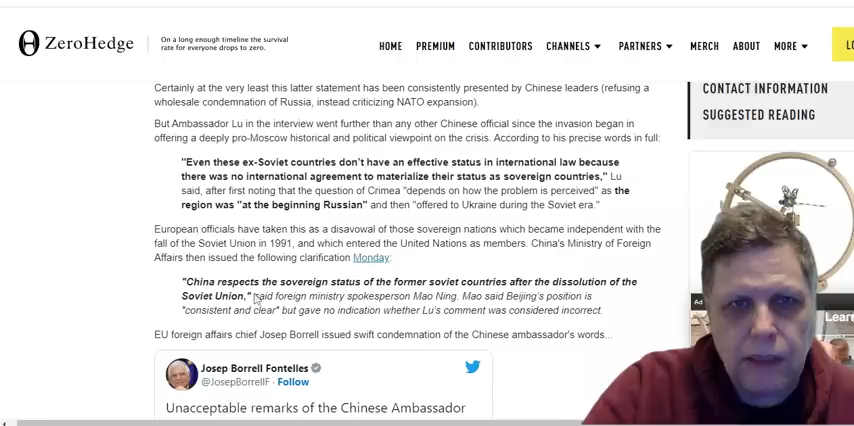 ZeroHedge
On a long enough timeline the survival
rate for everyone drops to zero.
HOME PREMIUM CONTRIBUTORS CHANNELS PARTNERS MERCH ABOUT MORE
Certainly at the very least this latter statement has been consistently presented by Chinese leaders (refusing a
wholesale condemnation of Russia, instead criticizing NATO expansion).
But Ambassador Lu in the interview went further than any other Chinese official since the invasion began in
offering a deeply pro-Moscow historical and political viewpoint on the crisis. According to his precise words in full:
"Even these ex-Soviet countries don't have an effective status in international law because
there was no international agreement to materialize their status as sovereign countries," Lu
said, after first noting that the question of Crimea "depends on how the problem is perceived" as the
region was "at the beginning Russian" and then "offered to Ukraine during the Soviet era."
European officials have taken this as a disavowal of those sovereign nations which became independent with the
fall of the Soviet Union in 1991, and which entered the United Nations as members. China's Ministry of Foreign
Affairs then issued the following clarification Monday:
"China respects the sovereign status of the former soviet countries after the dissolution of the
Soviet Union," said foreign ministry spokesperson Mao Ning. Mao said Beijing's position is
"consistent and clear" but gave no indication whether Lu's comment was considered incorrect.
EU foreign affairs chief Josep Borrell issued swift condemnation of the Chinese ambassador's words...
Josep Borrell Fontelles
@JosepBorrellF · Follow
Unacceptable remarks of the Chinese Ambassador
CONTACT INFORMATION
SUGGESTED READING
Ad
Learn